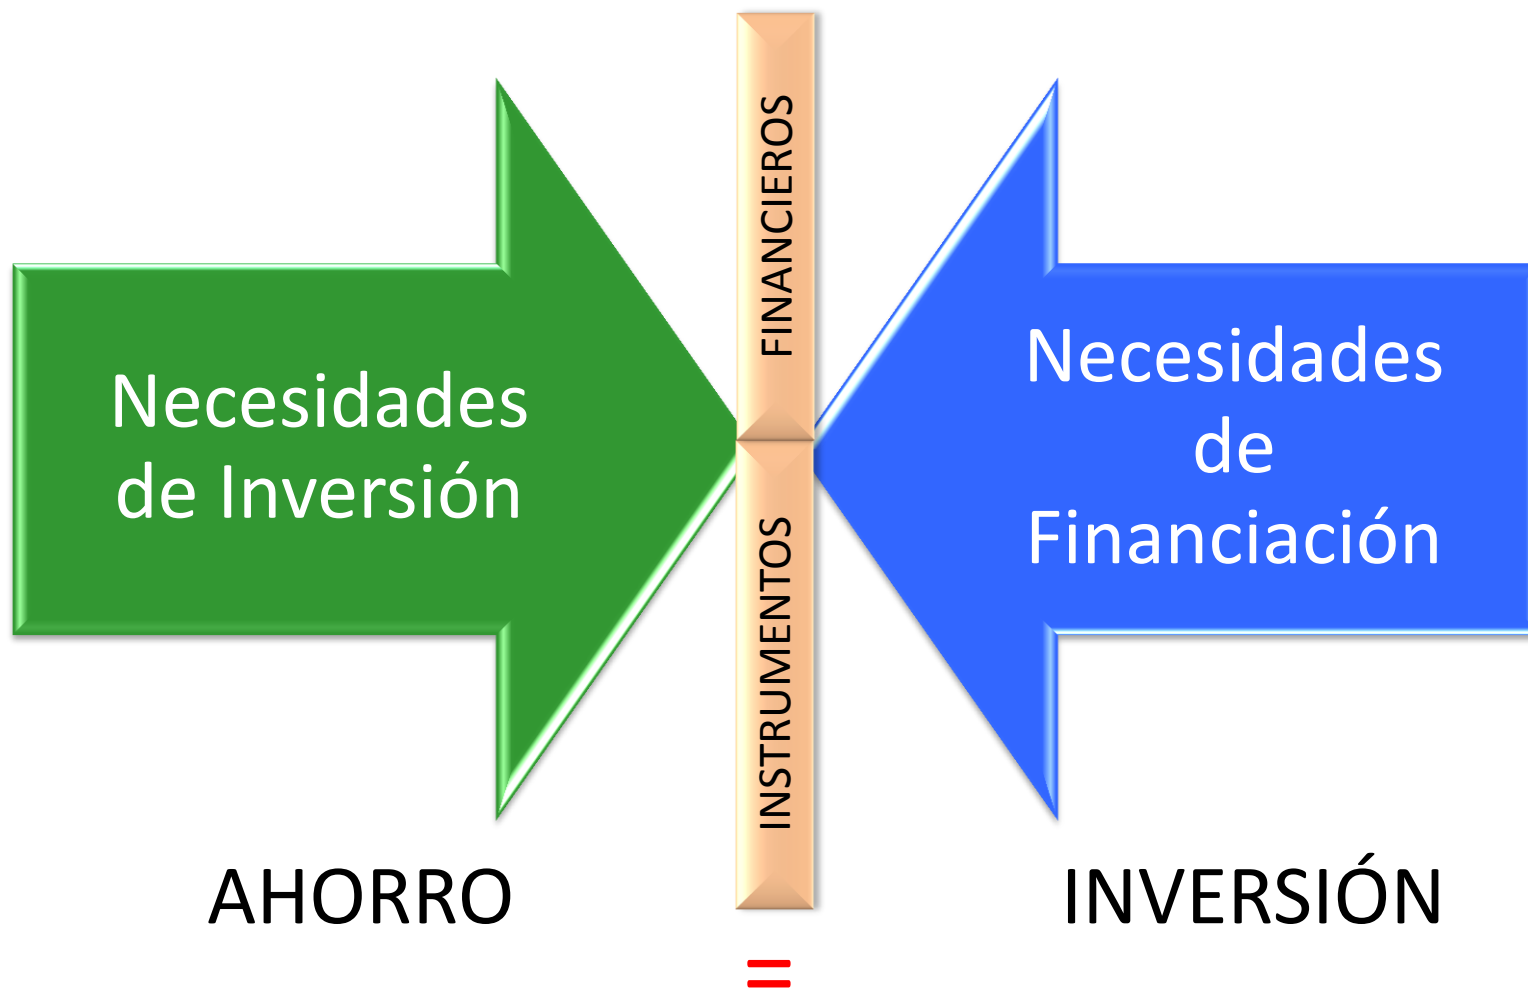 Necesidades
de Inversión
INSTRUMENTOS
FINANCIEROS
Necesidades
de
Financiación
AHORRO
=
INVERSIÓN